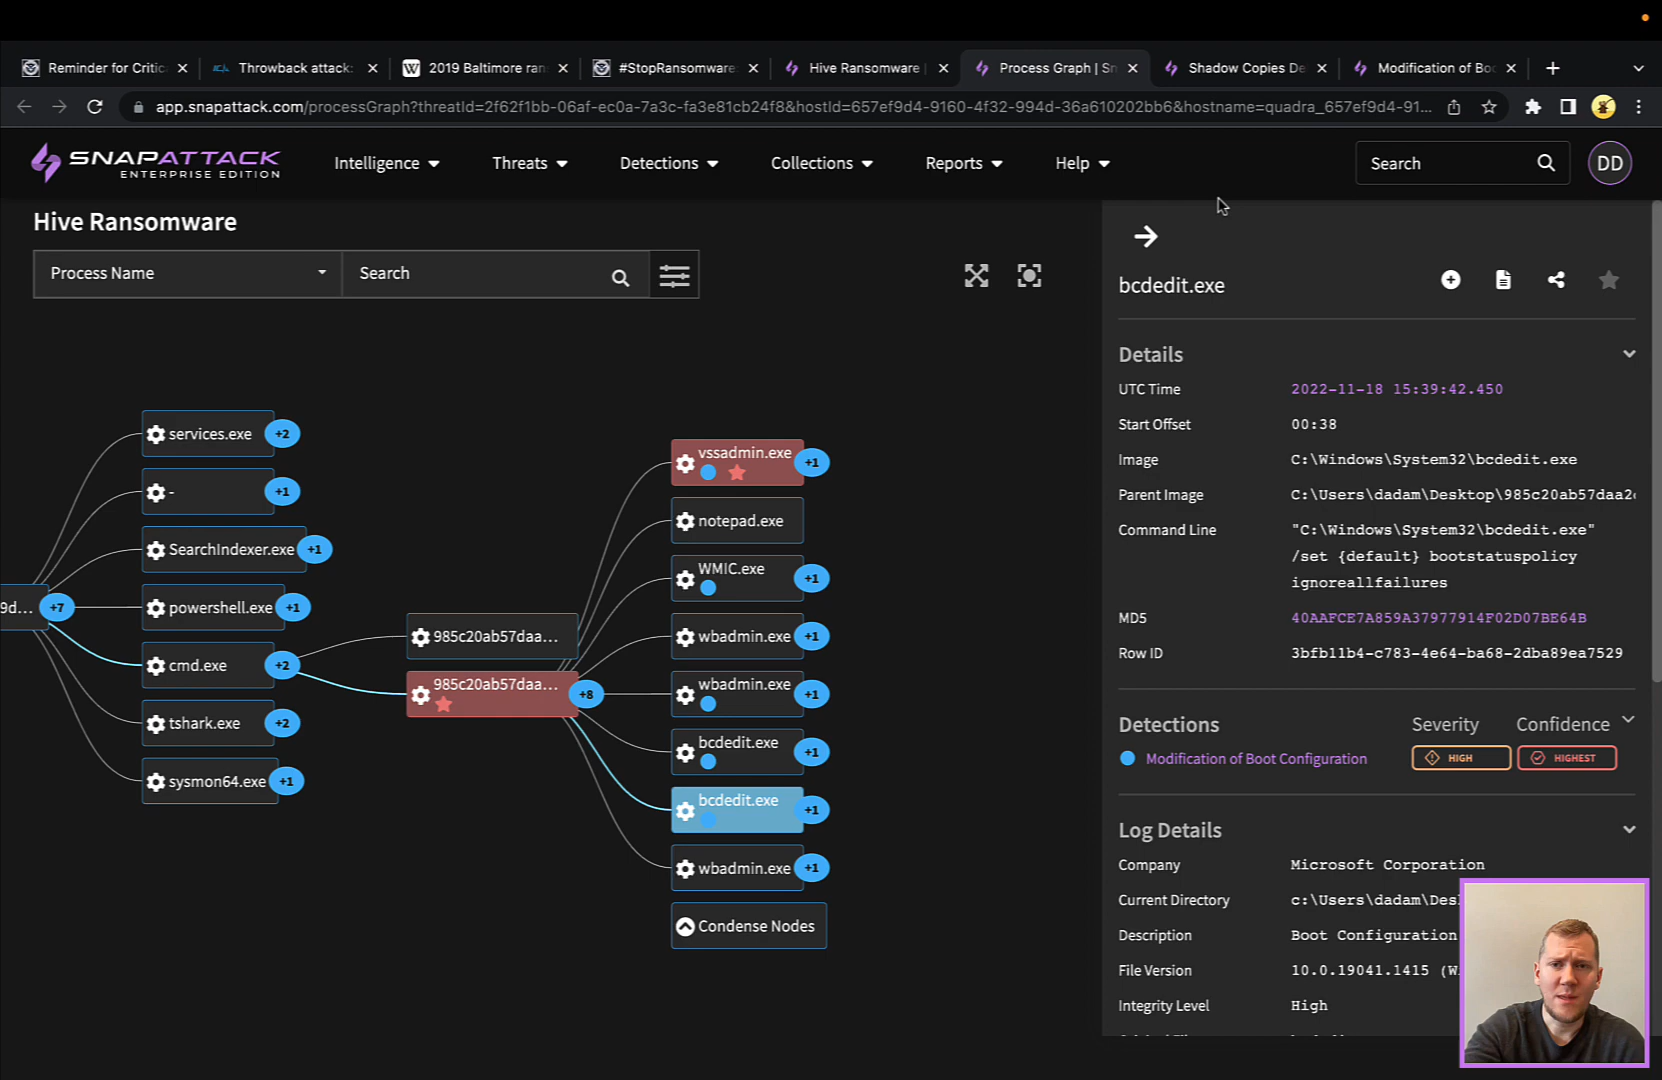 Reminder for Critic
Throwback attack:
2019 Baltimore ran
#StopRansomware:
Hive Ransomware |
Process Graph | Sn
Shadow Copies De
Modification of Bo
app.snapattack.com/processGraph?threatId=2f62f1bb-06af-ec0a-7a3c-fa3e81cb24f8&hostId=657ef9d4-9160-4f32-994d-36a610202bb6&hostname=quadra_657ef9d4-91...
SNAPATTACK
ENTERPRISE EDITION
Intelligence
Threats
Detections
Collections
Reports
Help
Search
DD
Hive Ransomware
Process Name
Search
9d...
+7
services.exe
+2
-
+1
SearchIndexer.exe
+1
powershell.exe
+1
cmd.exe
+2
tshark.exe
+2
sysmon64.exe
+1
985c20ab57daa...
985c20ab57daa...
+8
vssadmin.exe
+1
notepad.exe
WMIC.exe
+1
wbadmin.exe
+1
wbadmin.exe
+1
bcdedit.exe
+1
bcdedit.exe
+1
wbadmin.exe
+1
Condense Nodes
bcdedit.exe
Details
UTC Time
2022-11-18 15:39:42.450
Start Offset
00:38
Image
C:\Windows\System32\bcdedit.exe
Parent Image
C:\Users\dadam\Desktop\985c20ab57daa2
Command Line
"C:\Windows\System32\bcdedit.exe"
/set {default} bootstatuspolicy
ignoreallfailures
MD5
40AAFCE7A859A37977914F02D07BE64B
Row ID
3bfb11b4-c783-4e64-ba68-2dba89ea7529
Detections
Severity
Confidence
Modification of Boot Configuration
HIGH
HIGHEST
Log Details
Company
Microsoft Corporation
Current Directory
c:\Users\dadam\Des
Description
Boot Configuration
File Version
10.0.19041.1415 (W
Integrity Level
High